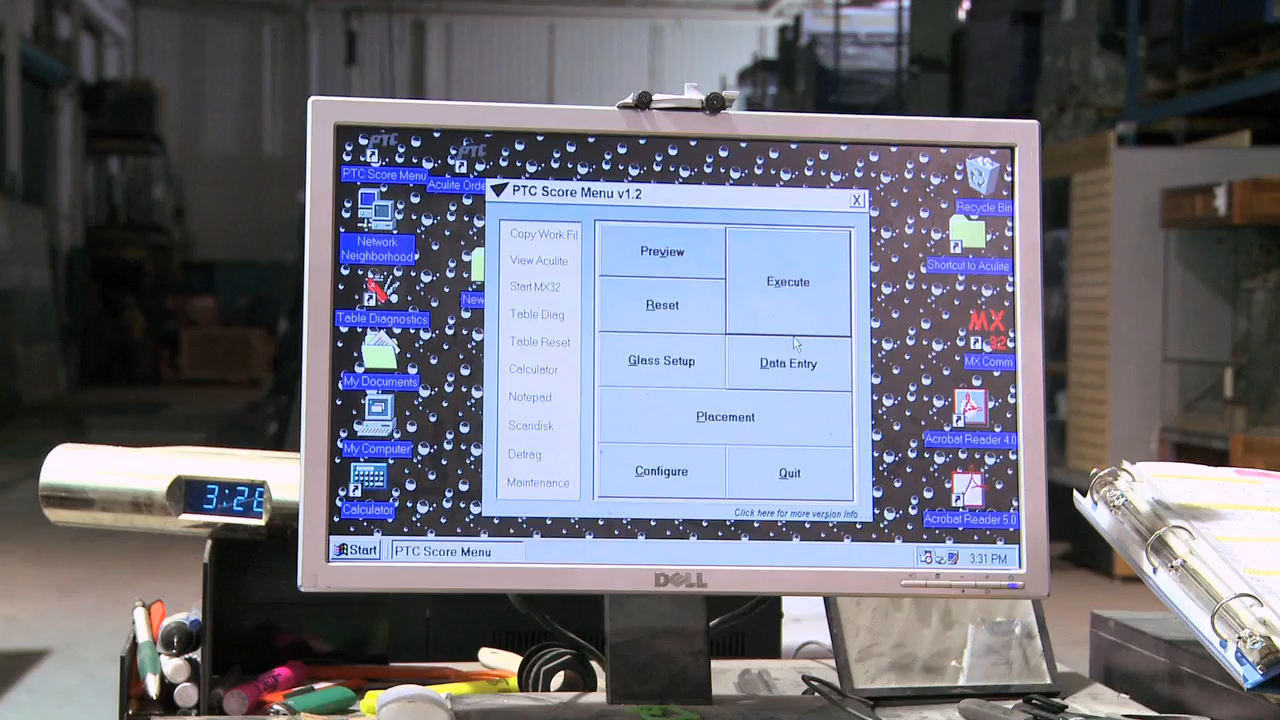 PTC
PTC
PTC Score Menu
Aculite Orde
Network
Neighborhood
New
Table Diagnostics
My Documents
My Computer
Calculator
PTC Score Menu v1.2
X
Copy Work Fil
View Aculite
Start MX32
Table Diag
Table Reset
Calculator
Notepad
Scandisk
Defrag
Maintenance
Preview
Execute
Reset
Glass Setup
Data Entry
Placement
Configure
Quit
Click here for more version Info
Recycle Bin
Shortcut to Aculite
MX
32
MX Comm
Acrobat Reader 4.0
Acrobat Reader 5.0
Start
PTC Score Menu
3:31 PM
DELL
3:28